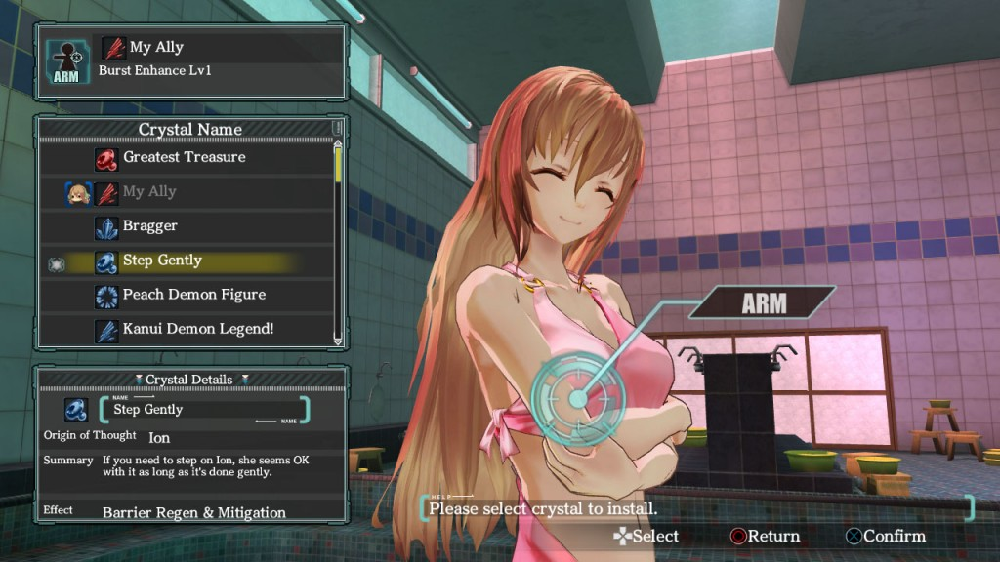 My Ally
Burst Enhance Lv1
ARM
Crystal Name
Greatest Treasure
My Ally
Bragger
Step Gently
Peach Demon Figure
Kanui Demon Legend!
Crystal Details
NAME
Step Gently
NAME
Origin of Thought Ion
Summary If you need to step on Ion, she seems OK
with it as long as it's done gently.
Effect Barrier Regen & Mitigation
ARM
HELP
Please select crystal to install.
Select Return Confirm